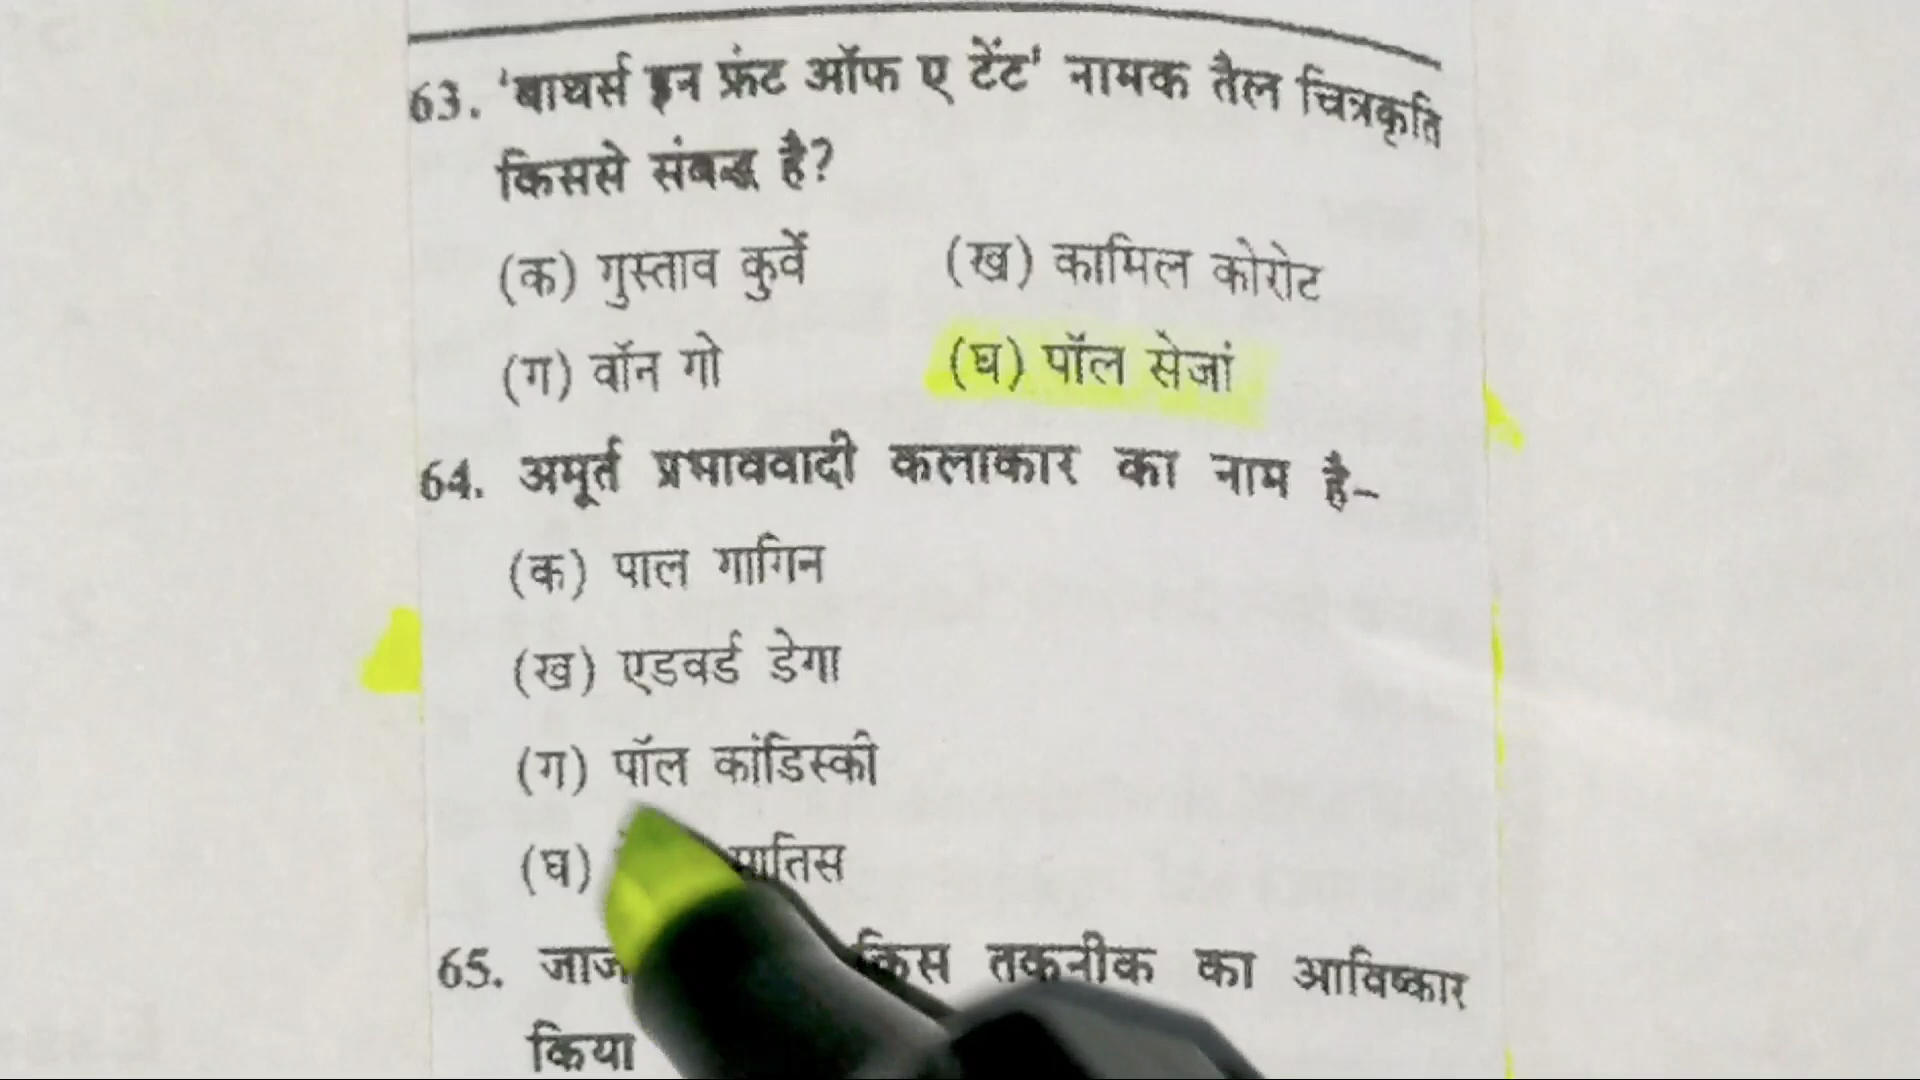 63. 'बाथर्स इन फ्रंट ऑफ ए टेंट' नामक तैल चित्रकृति
किससे संबद्ध है?
(क) गुस्ताव कुर्वे (ख) कामिल कोरोट
(ग) वॉन गो (घ) पॉल सेजां
64. अमूर्त प्रभाववादी कलाकार का नाम है-
(क) पाल गागिन
(ख) एडवर्ड डेगा
(ग) पॉल कांडिस्की
(घ) मातिस
65. किस तकनीक का आविष्कार
किया